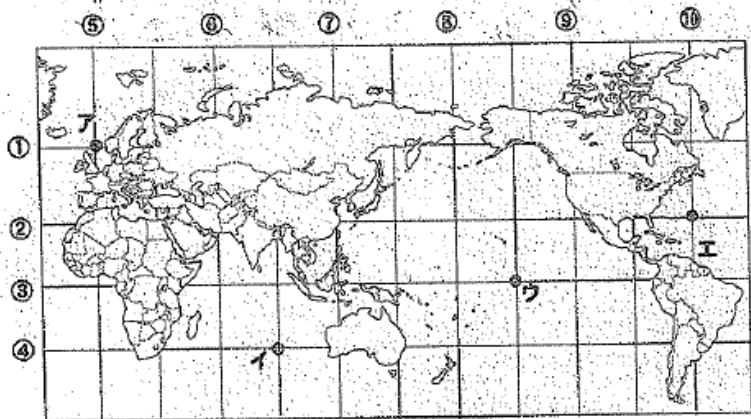 ⑤ ⑥ ⑦ ⑧ ⑨ ⑩
ア
①
②
エ
③
ウ
④
イ